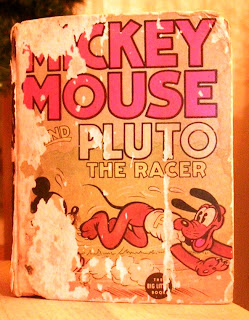 MICKEY
MOUSE
AND PLUTO
THE RACER
THE
BIG LITTLE
BOOK